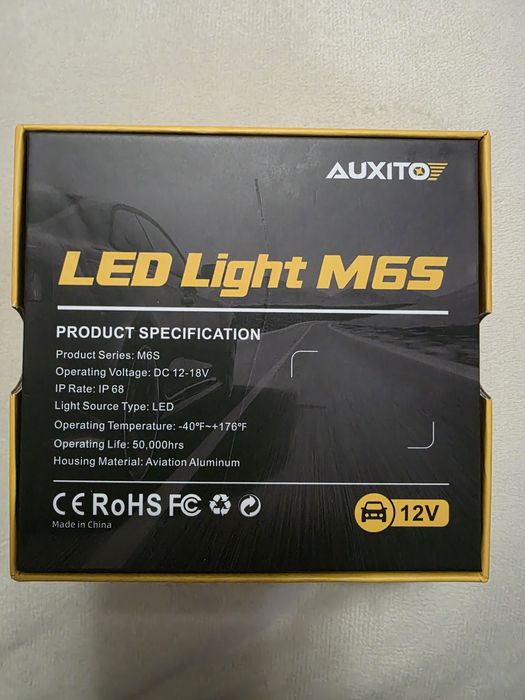 AUXITO
LED Light M6S
PRODUCT SPECIFICATION
Product Series: M6S
Operating Voltage: DC 12-18V
IP Rate: IP 68
Light Source Type: LED
Operating Temperature: -40℉~+176℉
Operating Life: 50,000hrs
Housing Material: Aviation Aluminum
CE RoHS FC
12V
Made in China